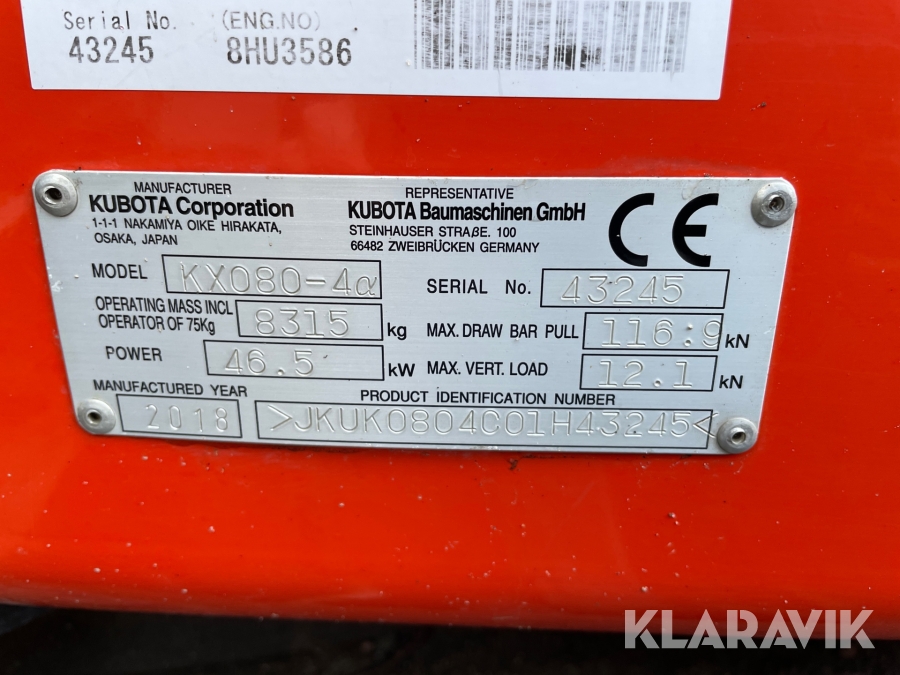 Serial No. (ENG.NO)
43245 8HU3586
MANUFACTURER
KUBOTA Corporation
1-1-1 NAKAMIYA OIKE HIRAKATA,
OSAKA, JAPAN
REPRESENTATIVE
KUBOTA Baumaschinen GmbH
STEINHAUSER STRAßE. 100
66482 ZWEIBRÜCKEN GERMANY
CE
MODEL KX080-4α
SERIAL No. 43245
OPERATING MASS INCL
OPERATOR OF 75Kg 8315 kg
MAX. DRAW BAR PULL 116.9 kN
POWER 46.5 kW
MAX. VERT. LOAD 12.1 kN
MANUFACTURED YEAR
2018
PRODUCT IDENTIFICATION NUMBER
>JKUK0804C01H43245<
KLARAVIK